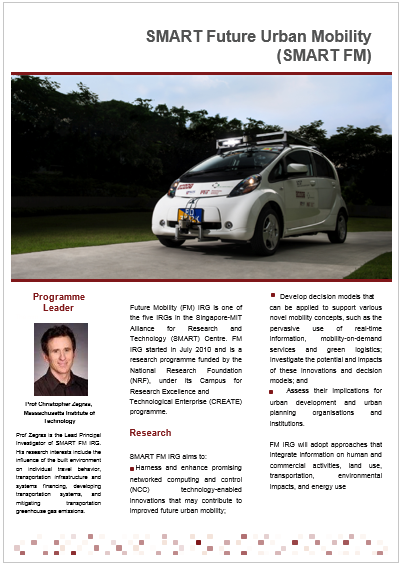 SMART Future Urban Mobility
(SMART FM)
Programme
Leader
Prof Christopher Zegras,
Massachusetts Institute of
Technology
Prof Zegras is the Lead Principal
Investigator of SMART FM IRG.
His research interests include the
influence of the built environment
on individual travel behavior,
transportation infrastructure and
systems financing, developing
transportation systems, and
mitigating transportation
greenhouse gas emissions.
Future Mobility (FM) IRG is one of
the five IRGs in the Singapore-MIT
Alliance for Research and
Technology (SMART) Centre. FM
IRG started in July 2010 and is a
research programme funded by the
National Research Foundation
(NRF), under its Campus for
Research Excellence and
Technological Enterprise (CREATE)
programme.
Research
SMART FM IRG aims to:
Harness and enhance promising
networked computing and control
(NCC) technology-enabled
innovations that may contribute to
improved future urban mobility;
Develop decision models that
can be applied to support various
novel mobility concepts, such as the
pervasive use of real-time
information, mobility-on-demand
services and green logistics;
investigate the potential and impacts
of these innovations and decision
models; and
Assess their implications for
urban development and urban
planning organisations and
institutions.
FM IRG will adopt approaches that
integrate information on human and
commercial activities, land use,
transportation, environmental
impacts, and energy use